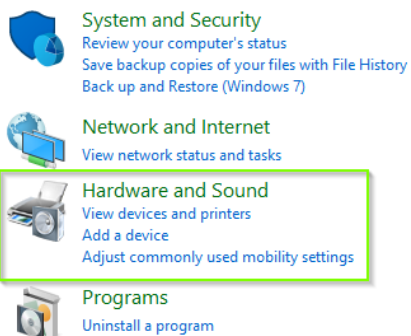 System and Security
Review your computer's status
Save backup copies of your files with File History
Back up and Restore (Windows 7)
Network and Internet
View network status and tasks
Hardware and Sound
View devices and printers
Add a device
Adjust commonly used mobility settings
Programs
Uninstall a program